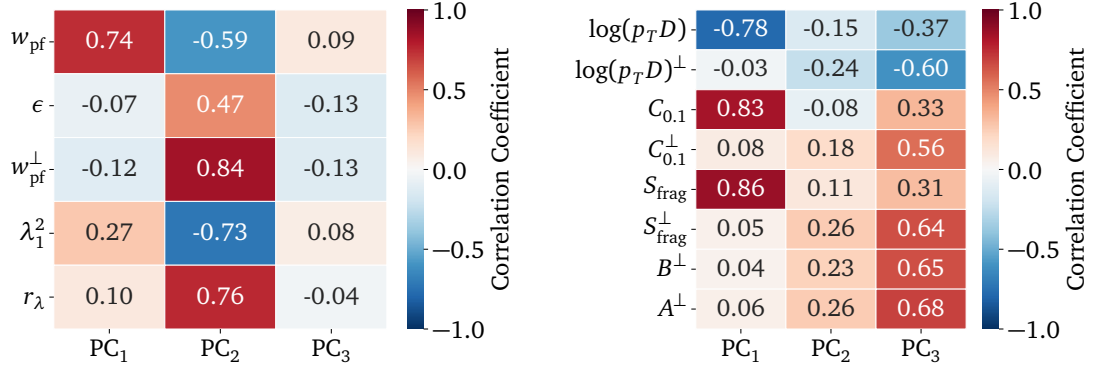 w_pf 0.74 -0.59 0.09
ϵ -0.07 0.47 -0.13
w_pf^⊥ -0.12 0.84 -0.13
λ_1^2 0.27 -0.73 0.08
r_λ 0.10 0.76 -0.04
PC₁ PC₂ PC₃
1.0
0.5
0.0
−0.5
−1.0
Correlation Coefficient
log(p_T D) -0.78 -0.15 -0.37
log(p_T D)^⊥ -0.03 -0.24 -0.60
C_0.1 0.83 -0.08 0.33
C_0.1^⊥ 0.08 0.18 0.56
S_frag 0.86 0.11 0.31
S_frag^⊥ 0.05 0.26 0.64
B^⊥ 0.04 0.23 0.65
A^⊥ 0.06 0.26 0.68
PC₁ PC₂ PC₃
1.0
0.5
0.0
−0.5
−1.0
Correlation Coefficient